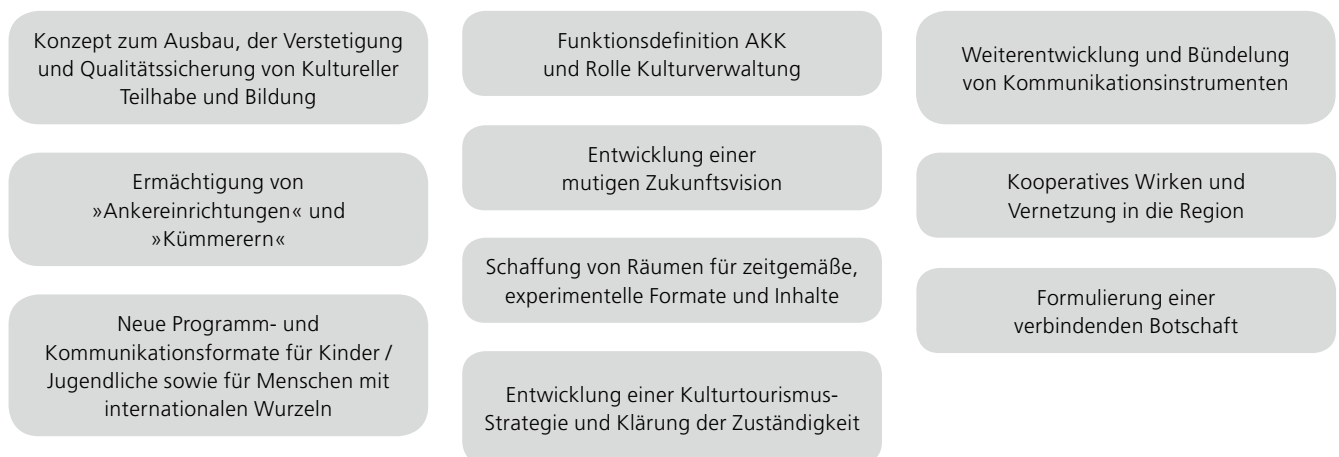 Konzept zum Ausbau, der Verstetigung
und Qualitätssicherung von Kultureller
Teilhabe und Bildung
Ermächtigung von
»Ankereinrichtungen« und
»Kümmerern«
Neue Programm- und
Kommunikationsformate für Kinder /
Jugendliche sowie für Menschen mit
internationalen Wurzeln
Funktionsdefinition AKK
und Rolle Kulturverwaltung
Entwicklung einer
mutigen Zukunftsvision
Schaffung von Räumen für zeitgemäße,
experimentelle Formate und Inhalte
Entwicklung einer Kulturtourismus-
Strategie und Klärung der Zuständigkeit
Weiterentwicklung und Bündelung
von Kommunikationsinstrumenten
Kooperatives Wirken und
Vernetzung in die Region
Formulierung einer
verbindenden Botschaft